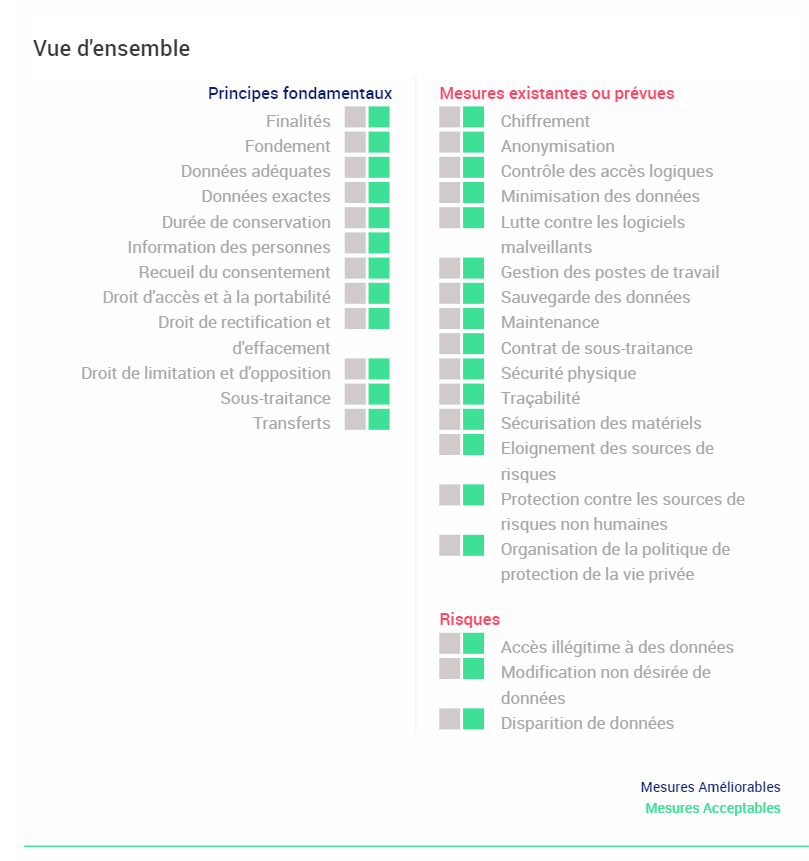 Vue d'ensemble
Principes fondamentaux
Finalités
Fondement
Données adéquates
Données exactes
Durée de conservation
Information des personnes
Recueil du consentement
Droit d'accès et à la portabilité
Droit de rectification et
d'effacement
Droit de limitation et d'opposition
Sous-traitance
Transferts
Mesures existantes ou prévues
Chiffrement
Anonymisation
Contrôle des accès logiques
Minimisation des données
Lutte contre les logiciels
malveillants
Gestion des postes de travail
Sauvegarde des données
Maintenance
Contrat de sous-traitance
Sécurité physique
Traçabilité
Sécurisation des matériels
Eloignement des sources de
risques
Protection contre les sources de
risques non humaines
Organisation de la politique de
protection de la vie privée
Risques
Accès illégitime à des données
Modification non désirée de
données
Disparition de données
Mesures Améliorables
Mesures Acceptables